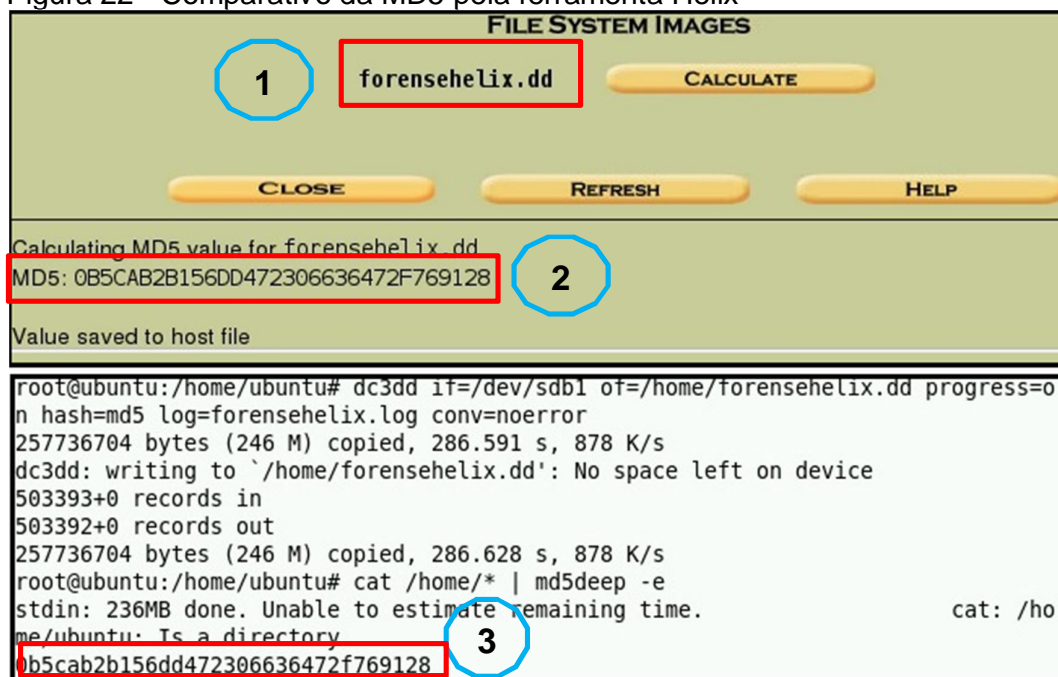 Figura 22 - Comparativo da MD5 pela ferramenta Helix
FILE SYSTEM IMAGES
1
forensehelix.dd
CALCULATE
CLOSE
REFRESH
HELP
Calculating MD5 value for forensehelix.dd
MD5: 0B5CAB2B156DD472306636472F769128
2
Value saved to host file
root@ubuntu:/home/ubuntu# dc3dd if=/dev/sdb1 of=/home/forensehelix.dd progress=o
n hash=md5 log=forensehelix.log conv=noerror
257736704 bytes (246 M) copied, 286.591 s, 878 K/s
dc3dd: writing to `/home/forensehelix.dd': No space left on device
503393+0 records in
503392+0 records out
257736704 bytes (246 M) copied, 286.628 s, 878 K/s
root@ubuntu:/home/ubuntu# cat /home/* | md5deep -e
stdin: 236MB done. Unable to estimate remaining time. cat: /ho
me/ubuntu: Is a directory
3
0b5cab2b156dd472306636472f769128